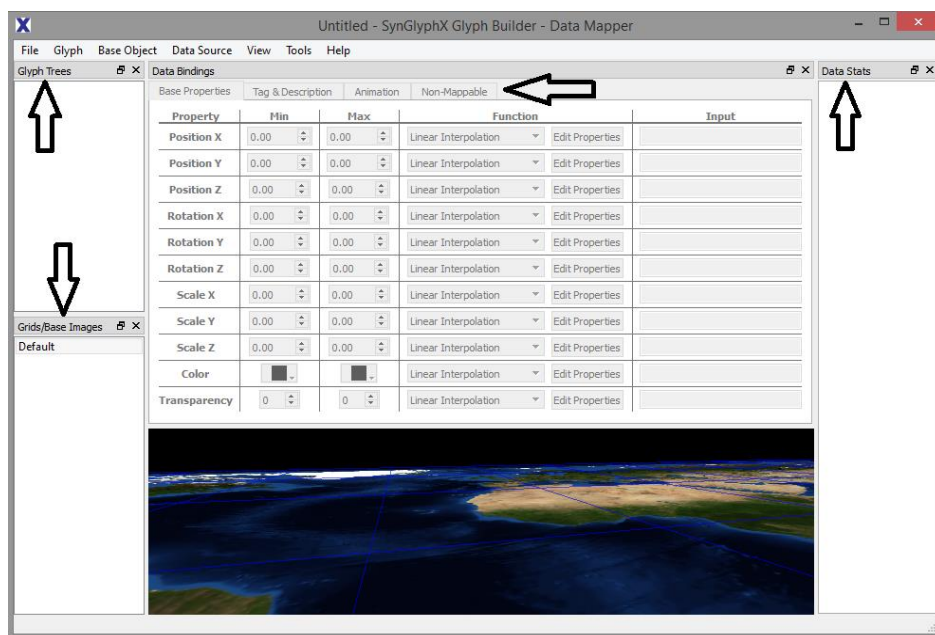 X Untitled - SynGlyphX Glyph Builder - Data Mapper
File Glyph Base Object Data Source View Tools Help
Glyph Trees
Data Bindings
Data Stats
Base Properties Tag & Description Animation Non-Mappable
Property Min Max Function Input
Position X 0.00 0.00 Linear Interpolation Edit Properties
Position Y 0.00 0.00 Linear Interpolation Edit Properties
Position Z 0.00 0.00 Linear Interpolation Edit Properties
Rotation X 0.00 0.00 Linear Interpolation Edit Properties
Rotation Y 0.00 0.00 Linear Interpolation Edit Properties
Rotation Z 0.00 0.00 Linear Interpolation Edit Properties
Scale X 0.00 0.00 Linear Interpolation Edit Properties
Scale Y 0.00 0.00 Linear Interpolation Edit Properties
Scale Z 0.00 0.00 Linear Interpolation Edit Properties
Color Linear Interpolation Edit Properties
Transparency 0 0 Linear Interpolation Edit Properties
Grids/Base Images
Default